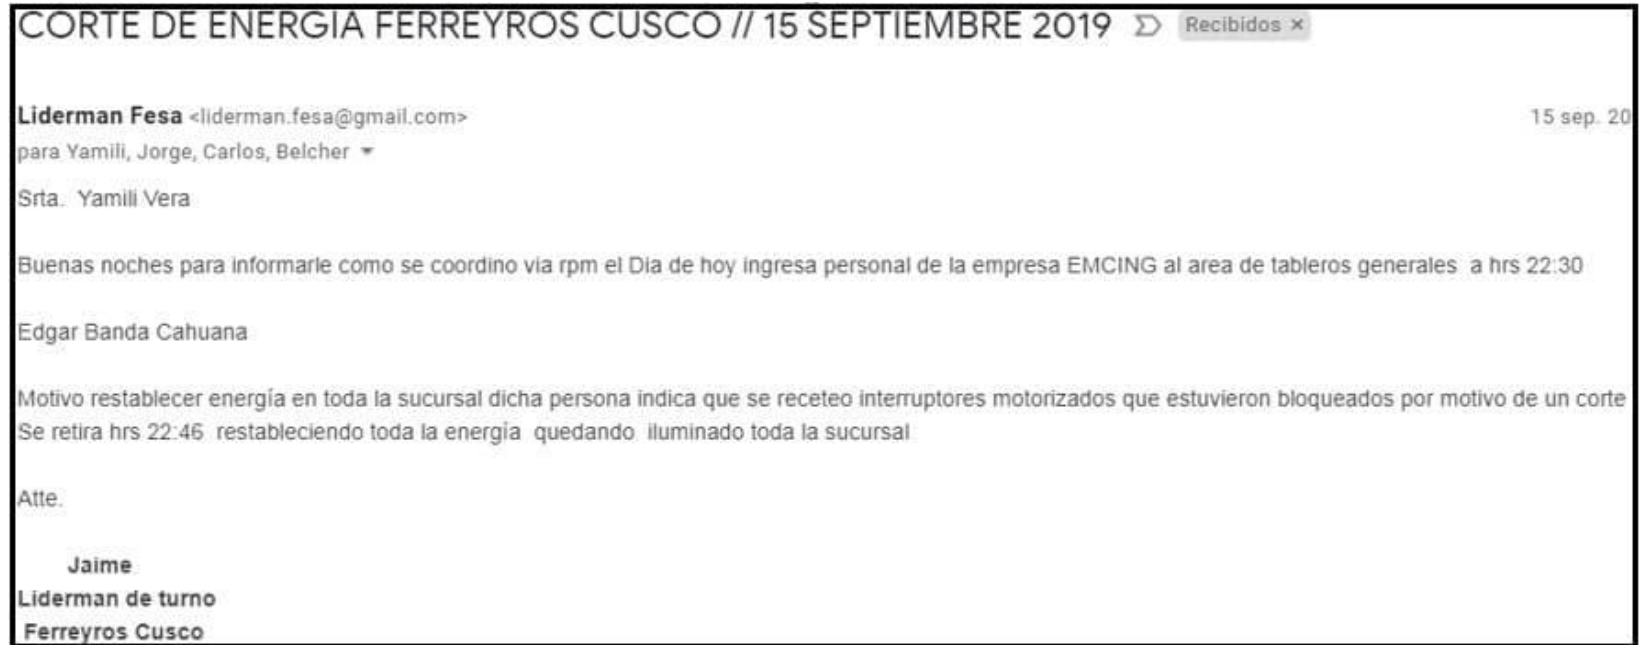 CORTE DE ENERGIA FERREYROS CUSCO // 15 SEPTIEMBRE 2019 Recibidos ×
Liderman Fesa <liderman.fesa@gmail.com> 15 sep. 20
para Yamili, Jorge, Carlos, Belcher
Srta. Yamili Vera
Buenas noches para informarle como se coordino via rpm el Dia de hoy ingresa personal de la empresa EMCING al area de tableros generales a hrs 22:30
Edgar Banda Cahuana
Motivo restablecer energía en toda la sucursal dicha persona indica que se receteo interruptores motorizados que estuvieron bloqueados por motivo de un corte
Se retira hrs 22:46 restableciendo toda la energía quedando iluminado toda la sucursal
Atte.
Jaime
Liderman de turno
Ferreyros Cusco